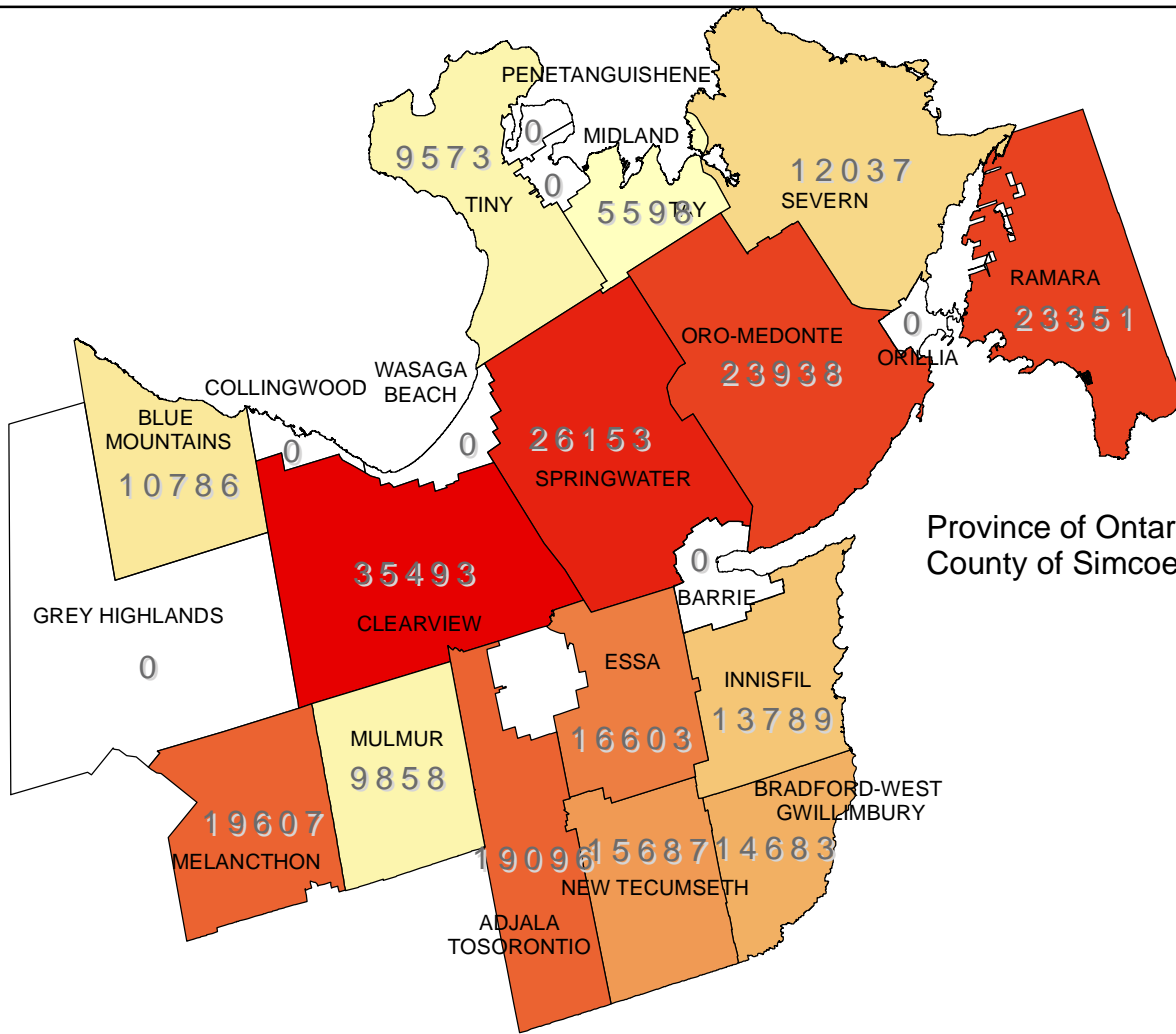 PENETANGUISHENE
0
MIDLAND
9573
0
12037
TINY
5598
TAY
SEVERN
RAMARA
23351
0
ORO-MEDONTE
ORILLIA
23938
WASAGA
BEACH
COLLINGWOOD
BLUE
MOUNTAINS
0
0
26153
10786
SPRINGWATER
Province of Ontar
County of Simcoe
35493
0
BARRIE
GREY HIGHLANDS
CLEARVIEW
0
ESSA
INNISFIL
13789
MULMUR
16603
9858
BRADFORD-WEST
GWILLIMBURY
19607
MELANCTHON
19096
15687
14683
NEW TECUMSETH
ADJALA
TOSORONTIO